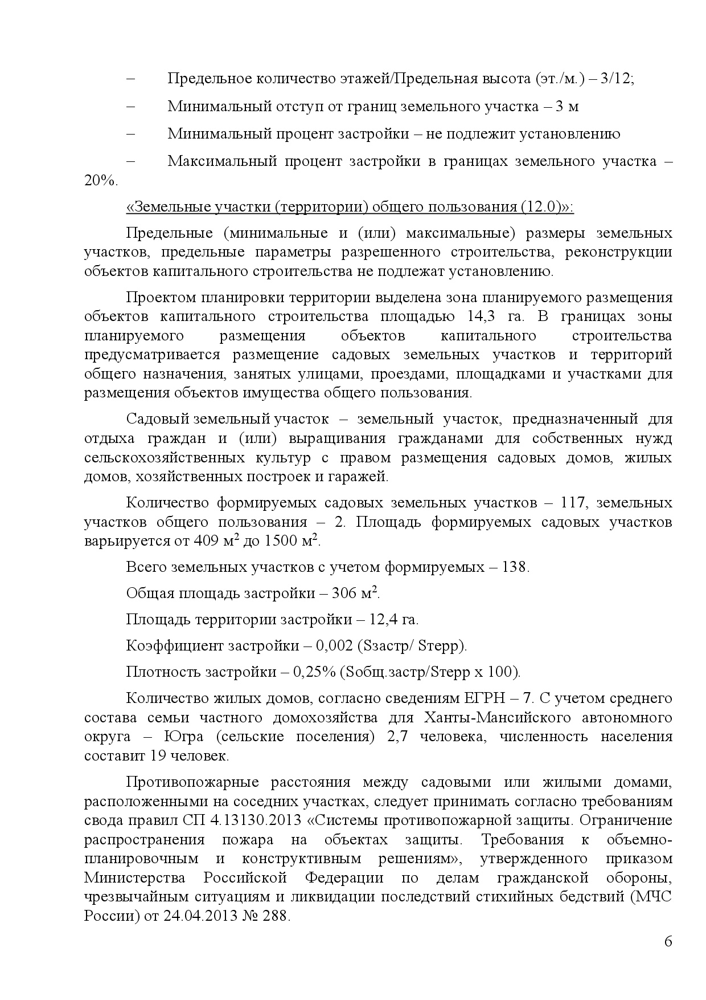 – Предельное количество этажей/Предельная высота (эт./м.) – 3/12;
– Минимальный отступ от границ земельного участка – 3 м
– Минимальный процент застройки – не подлежит установлению
– Максимальный процент застройки в границах земельного участка –
20%.
«Земельные участки (территории) общего пользования (12.0)»:
Предельные (минимальные и (или) максимальные) размеры земельных
участков, предельные параметры разрешенного строительства, реконструкции
объектов капитального строительства не подлежат установлению.
Проектом планировки территории выделена зона планируемого размещения
объектов капитального строительства площадью 14,3 га. В границах зоны
планируемого размещения объектов капитального строительства
предусматривается размещение садовых земельных участков и территорий
общего назначения, занятых улицами, проездами, площадками и участками для
размещения объектов имущества общего пользования.
Садовый земельный участок – земельный участок, предназначенный для
отдыха граждан и (или) выращивания гражданами для собственных нужд
сельскохозяйственных культур с правом размещения садовых домов, жилых
домов, хозяйственных построек и гаражей.
Количество формируемых садовых земельных участков – 117, земельных
участков общего пользования – 2. Площадь формируемых садовых участков
варьируется от 409 м² до 1500 м².
Всего земельных участков с учетом формируемых – 138.
Общая площадь застройки – 306 м².
Площадь территории застройки – 12,4 га.
Коэффициент застройки – 0,002 (Sзастр/ Sтерр).
Плотность застройки – 0,25% (Sобщ.застр/Sтерр х 100).
Количество жилых домов, согласно сведениям ЕГРН – 7. С учетом среднего
состава семьи частного домохозяйства для Ханты-Мансийского автономного
округа – Югра (сельские поселения) 2,7 человека, численность населения
составит 19 человек.
Противопожарные расстояния между садовыми или жилыми домами,
расположенными на соседних участках, следует принимать согласно требованиям
свода правил СП 4.13130.2013 «Системы противопожарной защиты. Ограничение
распространения пожара на объектах защиты. Требования к объемно-
планировочным и конструктивным решениям», утвержденного приказом
Министерства Российской Федерации по делам гражданской обороны,
чрезвычайным ситуациям и ликвидации последствий стихийных бедствий (МЧС
России) от 24.04.2013 № 288.
6